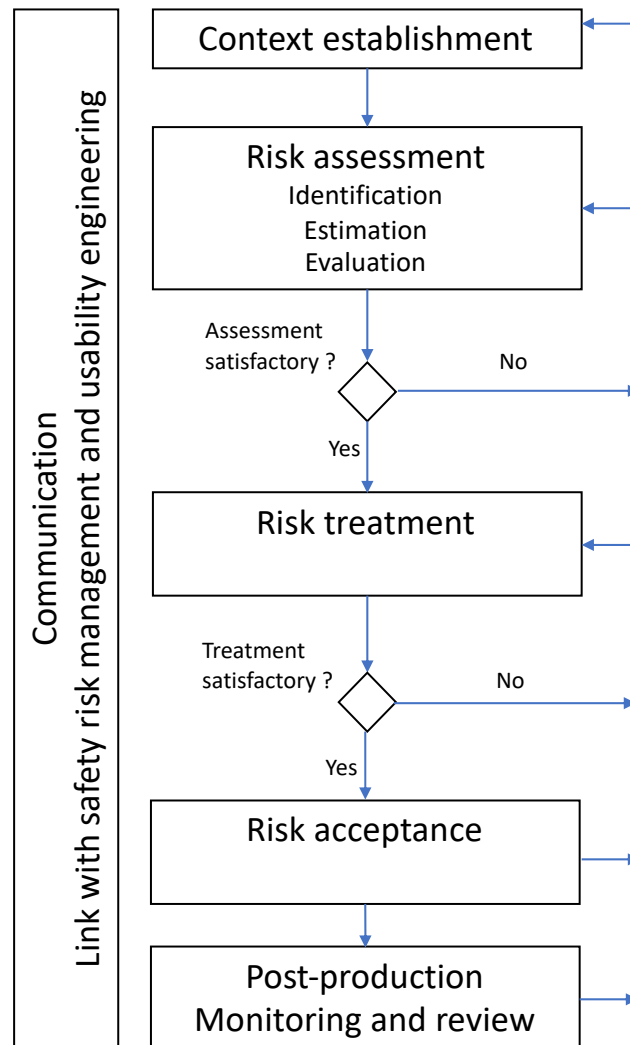 Communication
Link with safety risk management and usability engineering
Context establishment
Risk assessment
Identification
Estimation
Evaluation
Assessment
satisfactory ?
No
Yes
Risk treatment
Treatment
satisfactory ?
No
Yes
Risk acceptance
Post-production
Monitoring and review